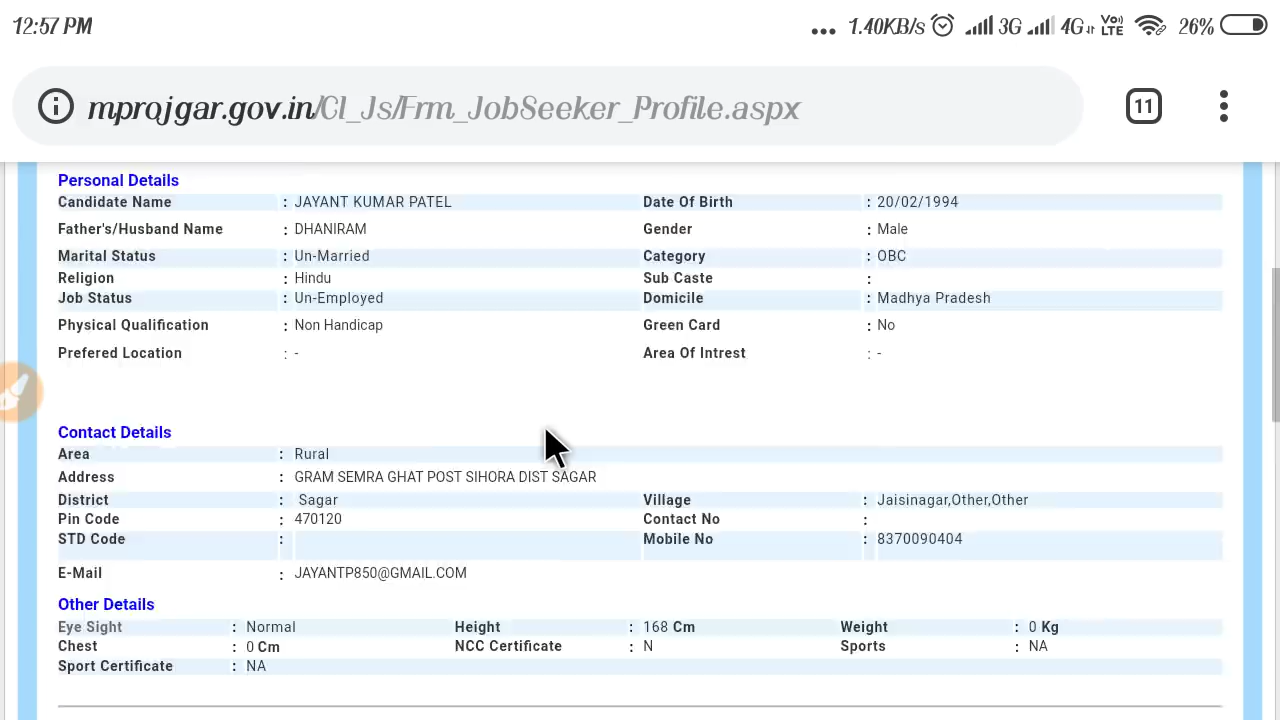 12:57 PM ... 1.40KB/s 3G 4G Vo)) LTE 26%
mprojgar.gov.in/Cl_Js/Frm_JobSeeker_Profile.aspx 11
Personal Details
Candidate Name : JAYANT KUMAR PATEL Date Of Birth : 20/02/1994
Father's/Husband Name : DHANIRAM Gender : Male
Marital Status : Un-Married Category : OBC
Religion : Hindu Sub Caste :
Job Status : Un-Employed Domicile : Madhya Pradesh
Physical Qualification : Non Handicap Green Card : No
Prefered Location : - Area Of Intrest : -
Contact Details
Area : Rural
Address : GRAM SEMRA GHAT POST SIHORA DIST SAGAR
District : Sagar Village : Jaisinagar,Other,Other
Pin Code : 470120 Contact No :
STD Code : Mobile No : 8370090404
E-Mail : JAYANTP850@GMAIL.COM
Other Details
Eye Sight : Normal Height : 168 Cm Weight : 0 Kg
Chest : 0 Cm NCC Certificate : N Sports : NA
Sport Certificate : NA